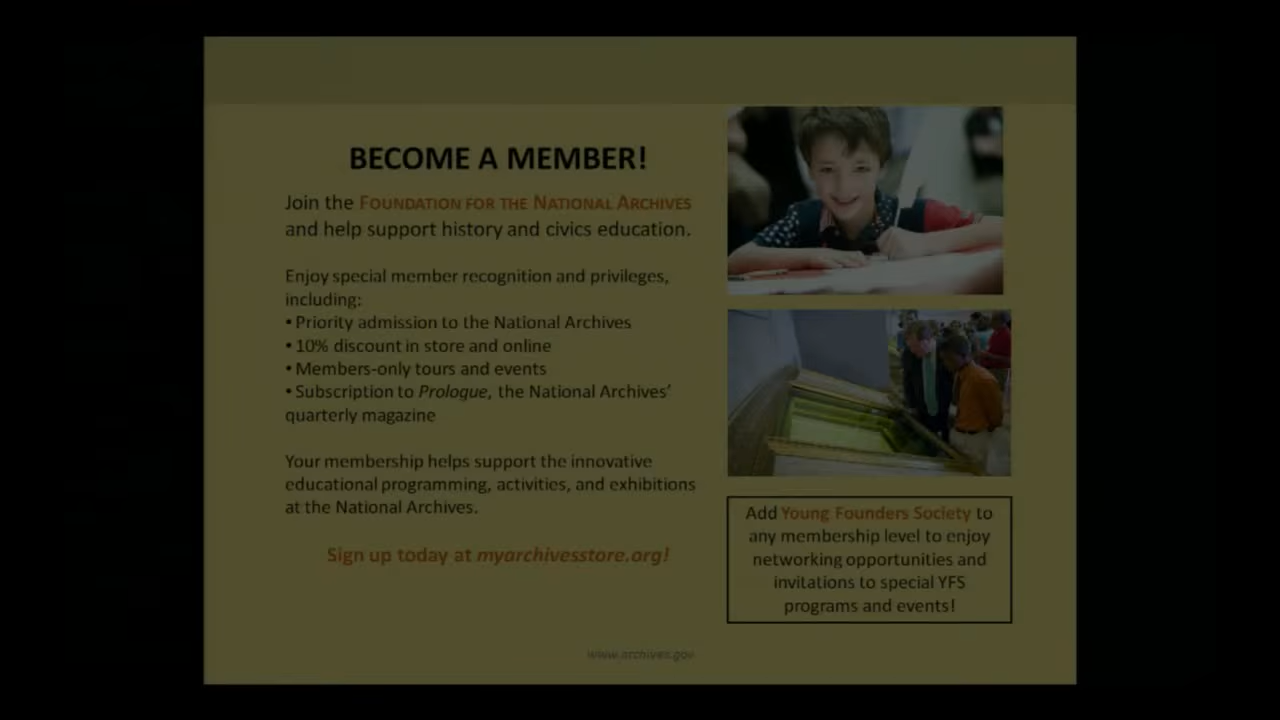 BECOME A MEMBER!
Join the FOUNDATION FOR THE NATIONAL ARCHIVES
and help support history and civics education.
Enjoy special member recognition and privileges,
including:
• Priority admission to the National Archives
• 10% discount in store and online
• Members-only tours and events
• Subscription to Prologue, the National Archives’
quarterly magazine
Your membership helps support the innovative
educational programming, activities, and exhibitions
at the National Archives.
Sign up today at myarchivesstore.org!
Add Young Founders Society to
any membership level to enjoy
networking opportunities and
invitations to special YFS
programs and events!
www.archives.gov